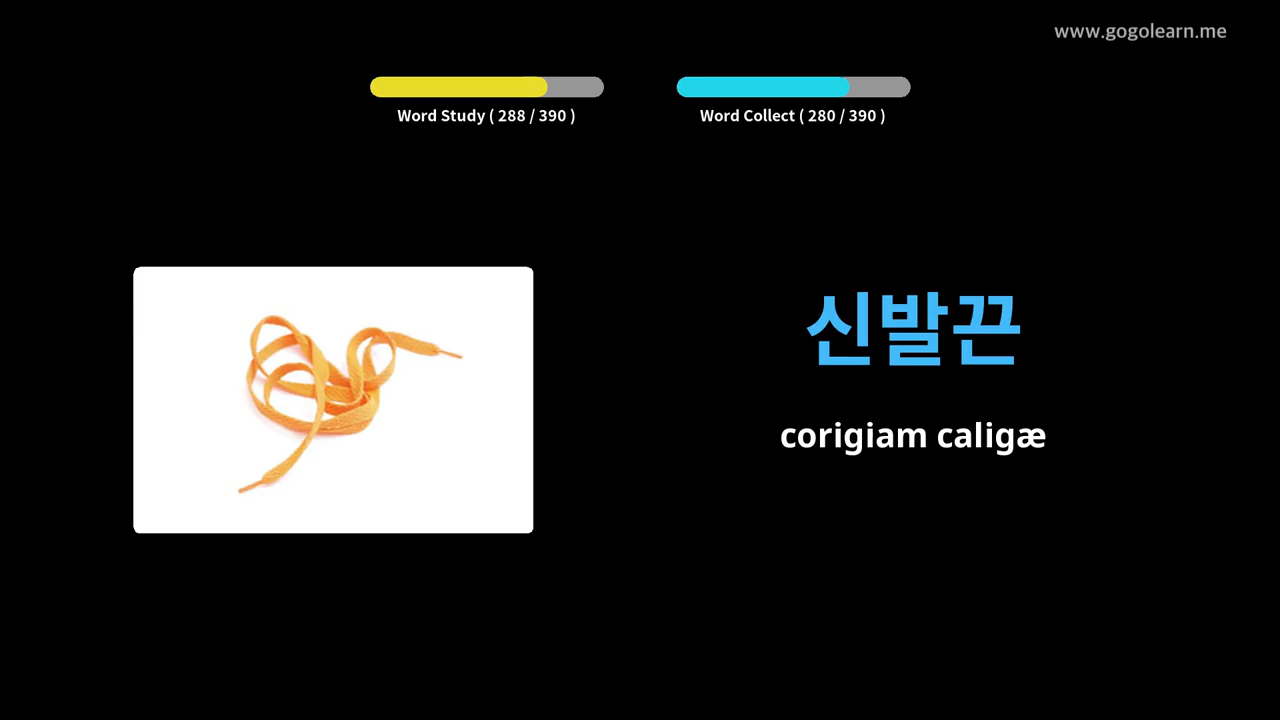 www.gogolearn.me
Word Study ( 288 / 390 )
Word Collect ( 280 / 390 )
신발끈
corigiam caligæ